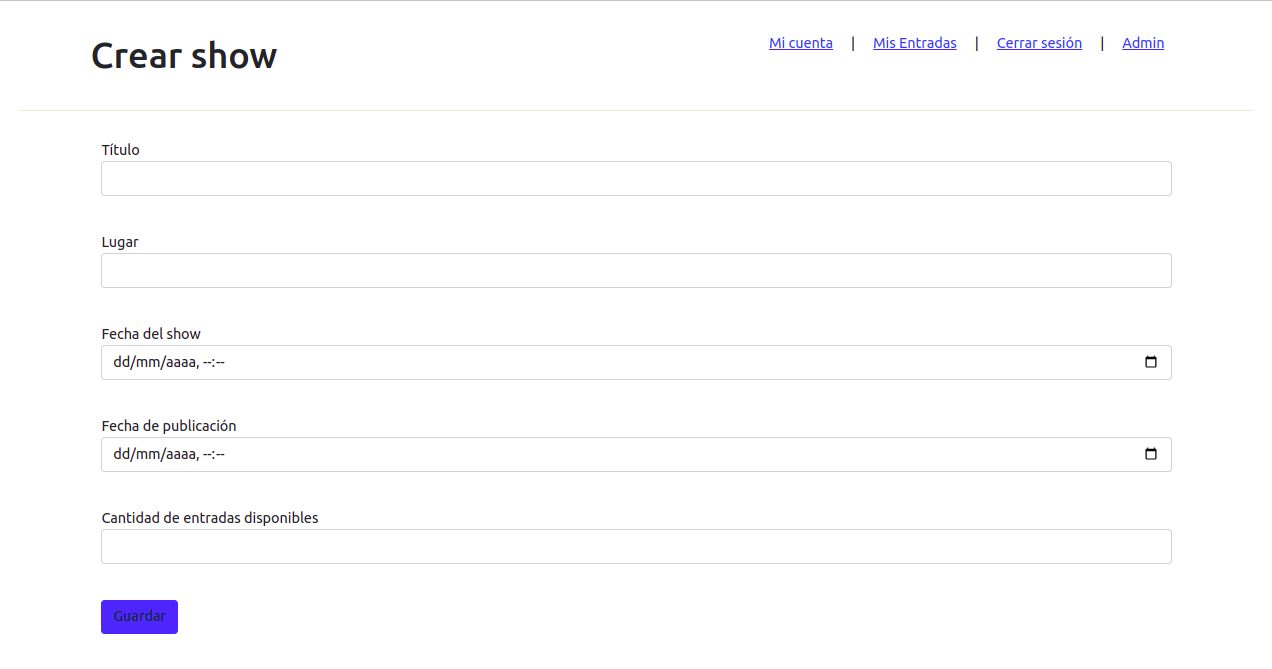 Crear show
Mi cuenta | Mis Entradas | Cerrar sesión | Admin
Título
Lugar
Fecha del show
dd/mm/aaaa, --:--
Fecha de publicación
dd/mm/aaaa, --:--
Cantidad de entradas disponibles
Guardar